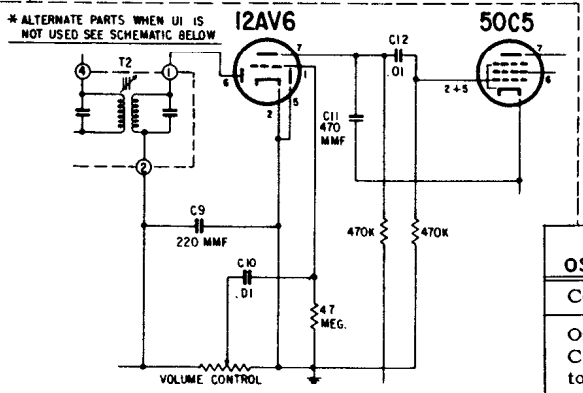 * ALTERNATE PARTS WHEN U1 IS
NOT USED SEE SCHEMATIC BELOW
12AV6
50C5
T2
4
1
2
6
7
1
2
5
C12
.01
C11
470
MMF
2+5
7
6
C9
220 MMF
C10
.01
470K
470K
4.7
MEG.
VOLUME CONTROL
OS
C
O
C
to